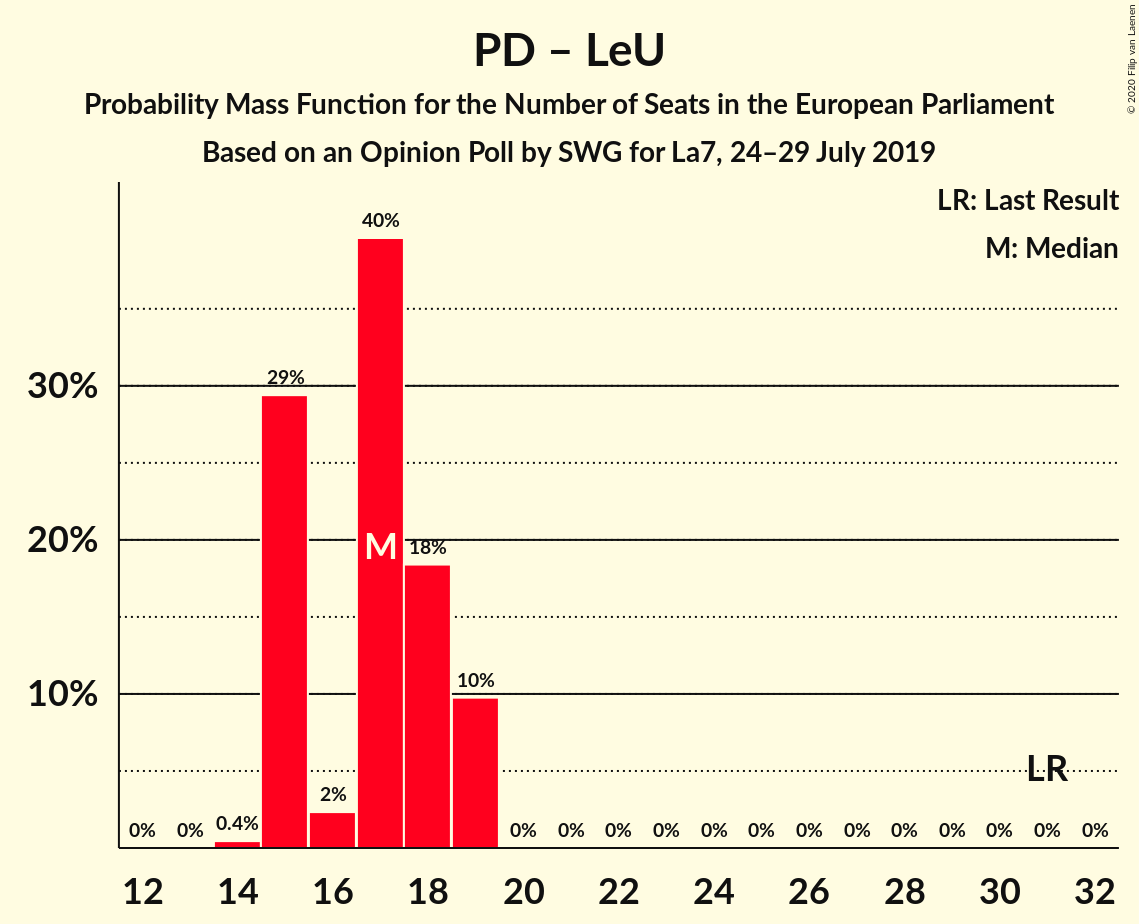 PD – LeU
Probability Mass Function for the Number of Seats in the European Parliament
Based on an Opinion Poll by SWG for La7, 24–29 July 2019
© 2020 Filip van Laenen
LR: Last Result
M: Median
40%
30%
29%
20%
M
18%
10%
10%
LR
2%
0% 0% 0.4% 0% 0% 0% 0% 0% 0% 0% 0% 0% 0% 0% 0% 0%
12 14 16 18 20 22 24 26 28 30 32